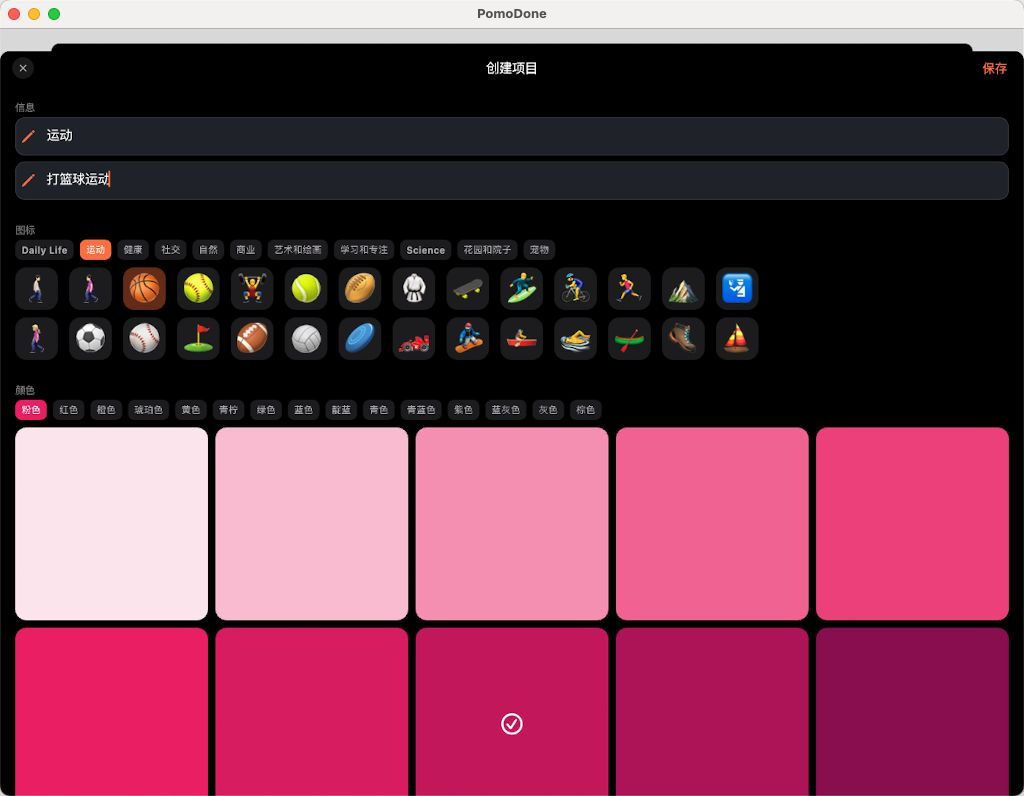 PomoDone
创建项目
保存
信息
运动
打篮球运动
图标
Daily Life 运动 健康 社交 自然 商业 艺术和绘画 学习和专注 Science 花园和院子 宠物
颜色
粉色 红色 橙色 琥珀色 黄色 青柠 绿色 蓝色 靛蓝 青色 青蓝色 紫色 蓝灰色 灰色 棕色